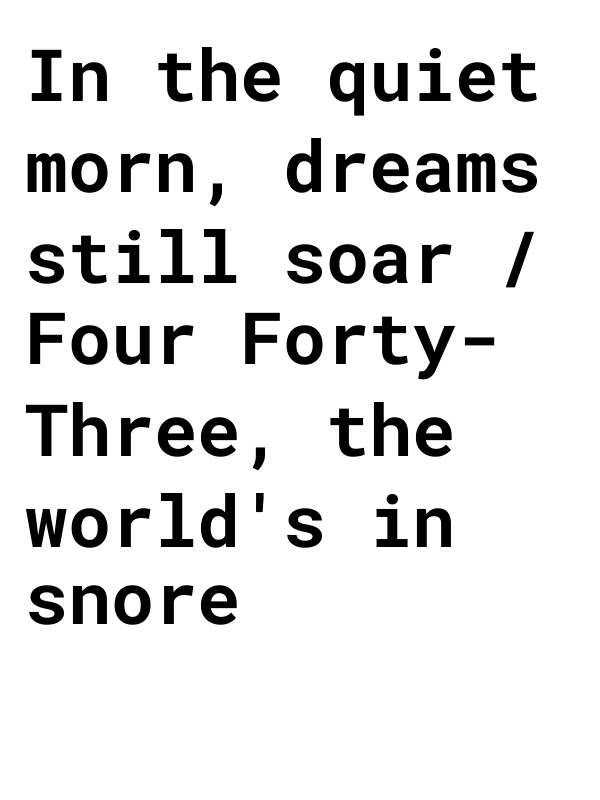 In the quiet
morn, dreams
still soar /
Four Forty-
Three, the
world's in
snore